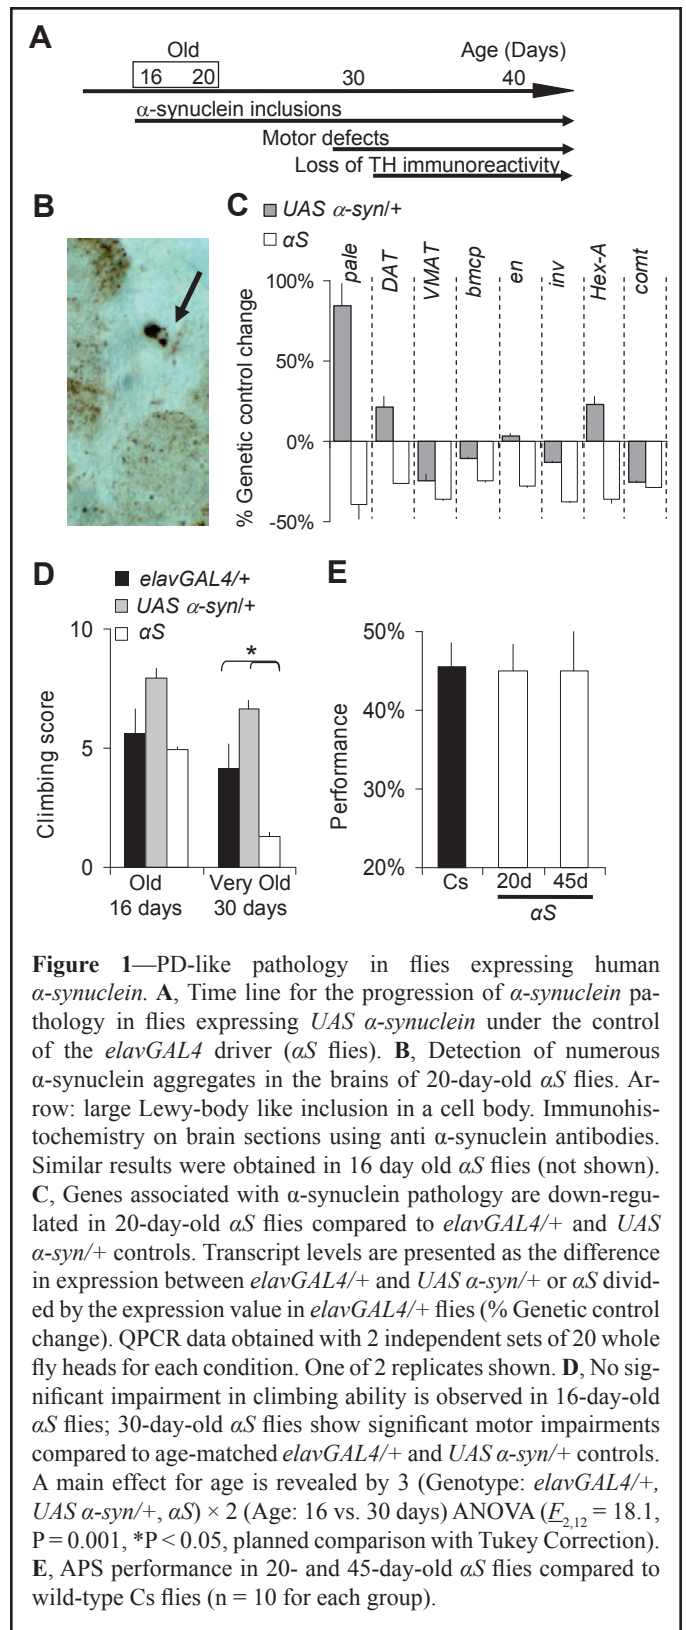 A
Old
Age (Days)
16 20 30 40
α-synuclein inclusions
Motor defects
Loss of TH immunoreactivity
B
C
UAS α-syn/+
αS
pale DAT VMAT bmcp en inv Hex-A comt
% Genetic control change
100%
50%
0%
-50%
D
elavGAL4/+
UAS α-syn/+
αS
Climbing score
10
5
0
*
Old Very Old
16 days 30 days
E
Performance
50%
40%
30%
20%
Cs 20d 45d
αS
Figure 1—PD-like pathology in flies expressing human
α-synuclein. A, Time line for the progression of α-synuclein pa-
thology in flies expressing UAS α-synuclein under the control
of the elavGAL4 driver (αS flies). B, Detection of numerous
α-synuclein aggregates in the brains of 20-day-old αS flies. Ar-
row: large Lewy-body like inclusion in a cell body. Immunohis-
tochemistry on brain sections using anti α-synuclein antibodies.
Similar results were obtained in 16 day old αS flies (not shown).
C, Genes associated with α-synuclein pathology are down-regu-
lated in 20-day-old αS flies compared to elavGAL4/+ and UAS
α-syn/+ controls. Transcript levels are presented as the difference
in expression between elavGAL4/+ and UAS α-syn/+ or αS divid-
ed by the expression value in elavGAL4/+ flies (% Genetic control
change). QPCR data obtained with 2 independent sets of 20 whole
fly heads for each condition. One of 2 replicates shown. D, No sig-
nificant impairment in climbing ability is observed in 16-day-old
αS flies; 30-day-old αS flies show significant motor impairments
compared to age-matched elavGAL4/+ and UAS α-syn/+ controls.
A main effect for age is revealed by 3 (Genotype: elavGAL4/+,
UAS α-syn/+, αS) × 2 (Age: 16 vs. 30 days) ANOVA (F2,12 = 18.1,
P = 0.001, *P < 0.05, planned comparison with Tukey Correction).
E, APS performance in 20- and 45-day-old αS flies compared to
wild-type Cs flies (n = 10 for each group).